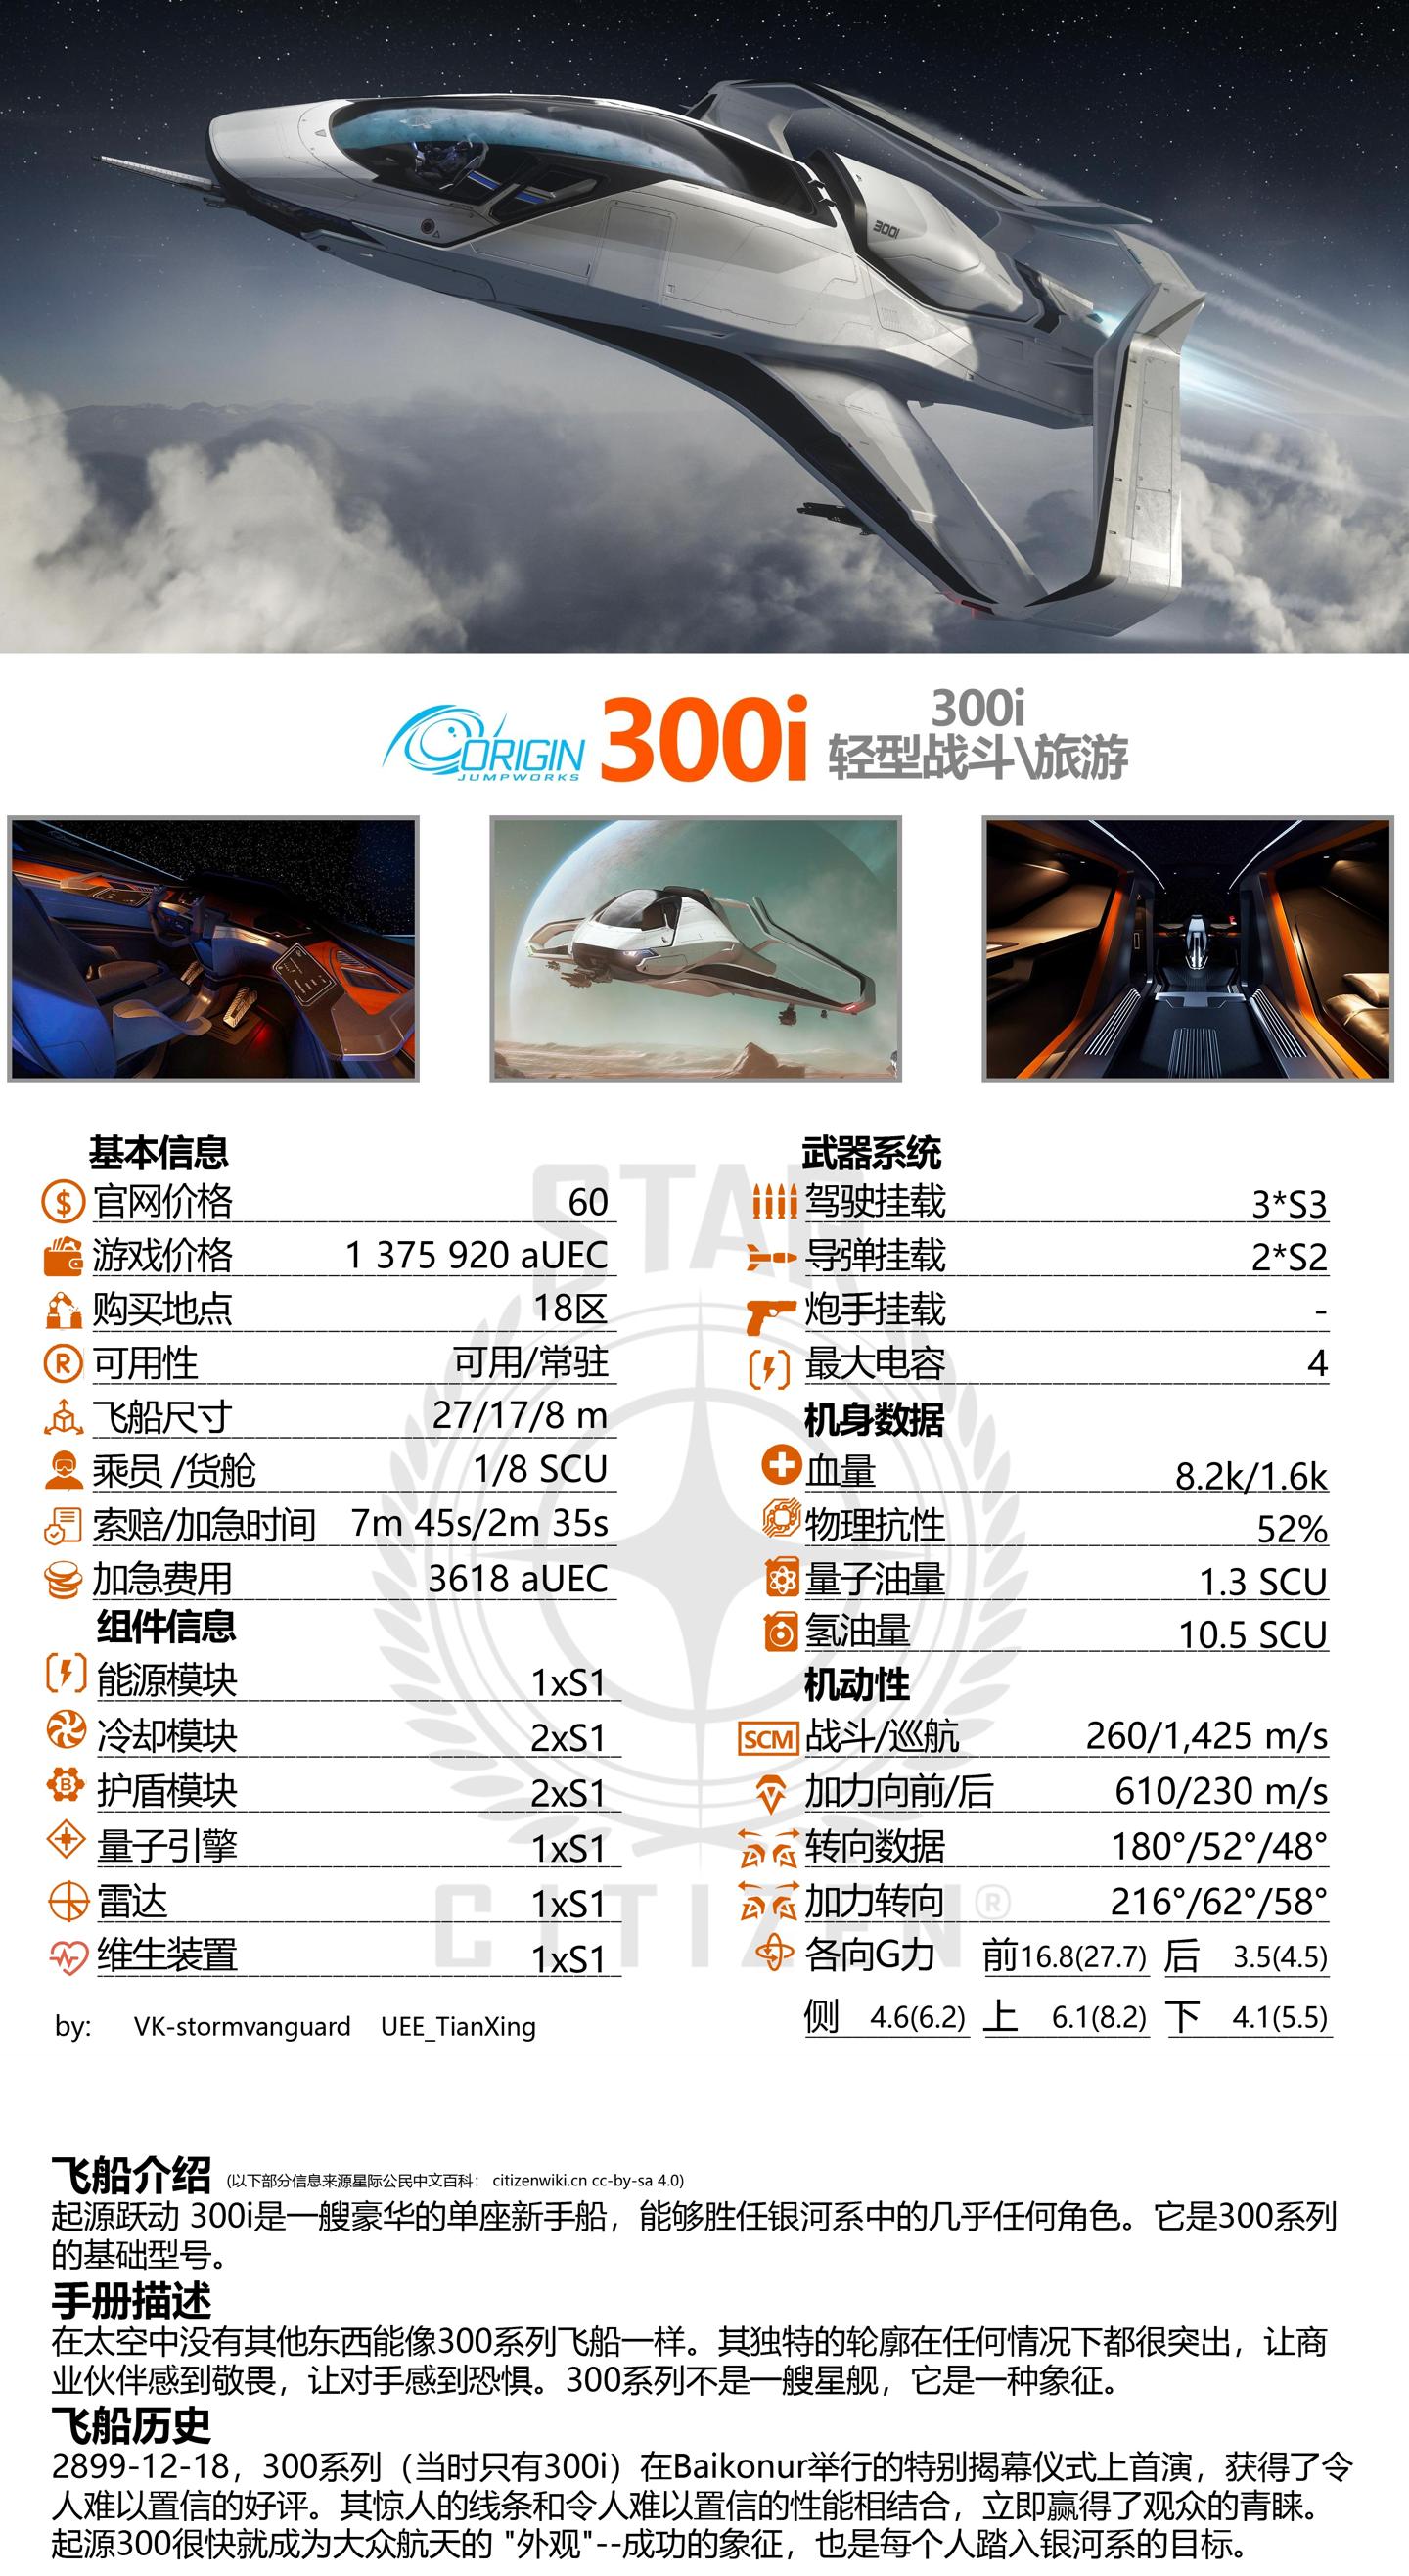 300i
ORIGIN
JUMPWORKS
300i
300i
轻型战斗\旅游
STAR
CITIZEN®
基本信息
官网价格 60
游戏价格 1 375 920 aUEC
购买地点 18区
可用性 可用/常驻
飞船尺寸 27/17/8 m
乘员 /货舱 1/8 SCU
索赔/加急时间 7m 45s/2m 35s
加急费用 3618 aUEC
组件信息
能源模块 1xS1
冷却模块 2xS1
护盾模块 2xS1
量子引擎 1xS1
雷达 1xS1
维生装置 1xS1
by: VK-stormvanguard UEE_TianXing
武器系统
驾驶挂载 3*S3
导弹挂载 2*S2
炮手挂载 -
最大电容 4
机身数据
血量 8.2k/1.6k
物理抗性 52%
量子油量 1.3 SCU
氢油量 10.5 SCU
机动性
SCM 战斗/巡航 260/1,425 m/s
加力向前/后 610/230 m/s
转向数据 180°/52°/48°
加力转向 216°/62°/58°
各向G力 前16.8(27.7) 后 3.5(4.5)
侧 4.6(6.2) 上 6.1(8.2) 下 4.1(5.5)
飞船介绍 (以下部分信息来源星际公民中文百科： citizenwiki.cn cc-by-sa 4.0)
起源跃动 300i是一艘豪华的单座新手船，能够胜任银河系中的几乎任何角色。它是300系列
的基础型号。
手册描述
在太空中没有其他东西能像300系列飞船一样。其独特的轮廓在任何情况下都很突出，让商
业伙伴感到敬畏，让对手感到恐惧。300系列不是一艘星舰，它是一种象征。
飞船历史
2899-12-18，300系列（当时只有300i）在Baikonur举行的特别揭幕仪式上首演，获得了令
人难以置信的好评。其惊人的线条和令人难以置信的性能相结合，立即赢得了观众的青睐。
起源300很快就成为大众航天的 "外观"--成功的象征，也是每个人踏入银河系的目标。